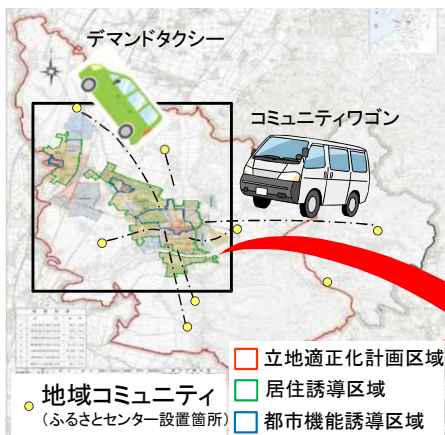 デマンドタクシー
コミュニティワゴン
立地適正化計画区域
居住誘導区域
都市機能誘導区域
地域コミュニティ
(ふるさとセンター設置箇所)